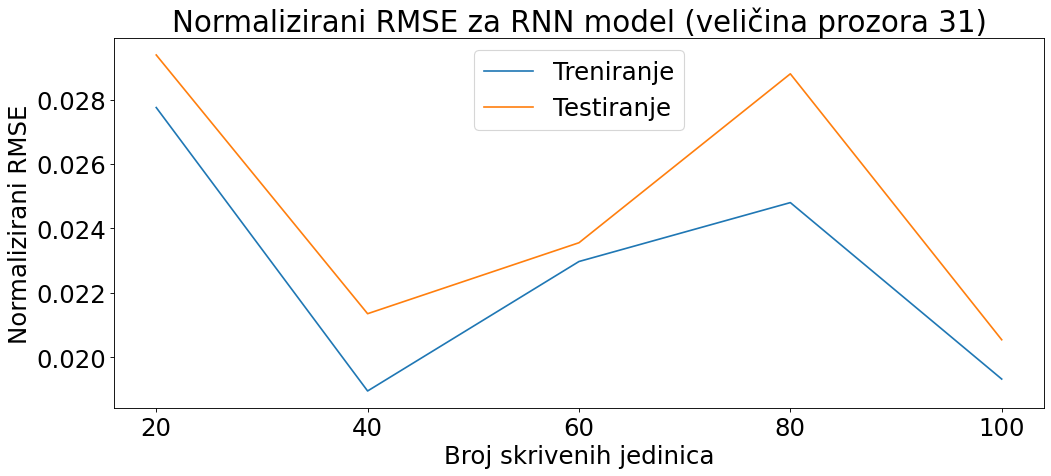 Normalizirani RMSE za RNN model (veličina prozora 31)
Treniranje
Testiranje
Normalizirani RMSE
0.028
0.026
0.024
0.022
0.020
20 40 60 80 100
Broj skrivenih jedinica